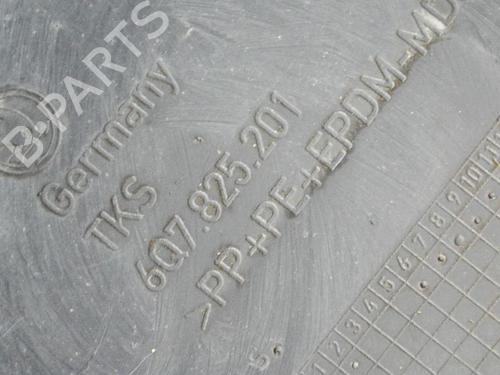 B-PARTS
Germany
TKS
6Q7.825.201
>PP+PE+EPDM-MD
1 2 3 4 5 6 7 8 9 10 11